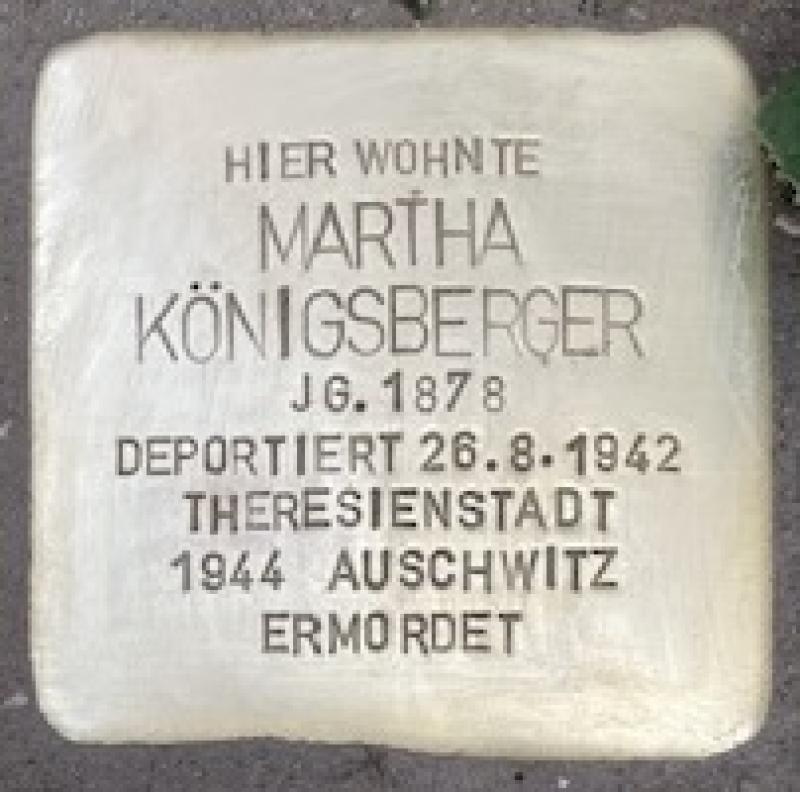 HIER WOHNTE
MARTHA
KÖNIGSBERGER
JG. 1878
DEPORTIERT 26.8.1942
THERESIENSTADT
1944 AUSCHWITZ
ERMORDET